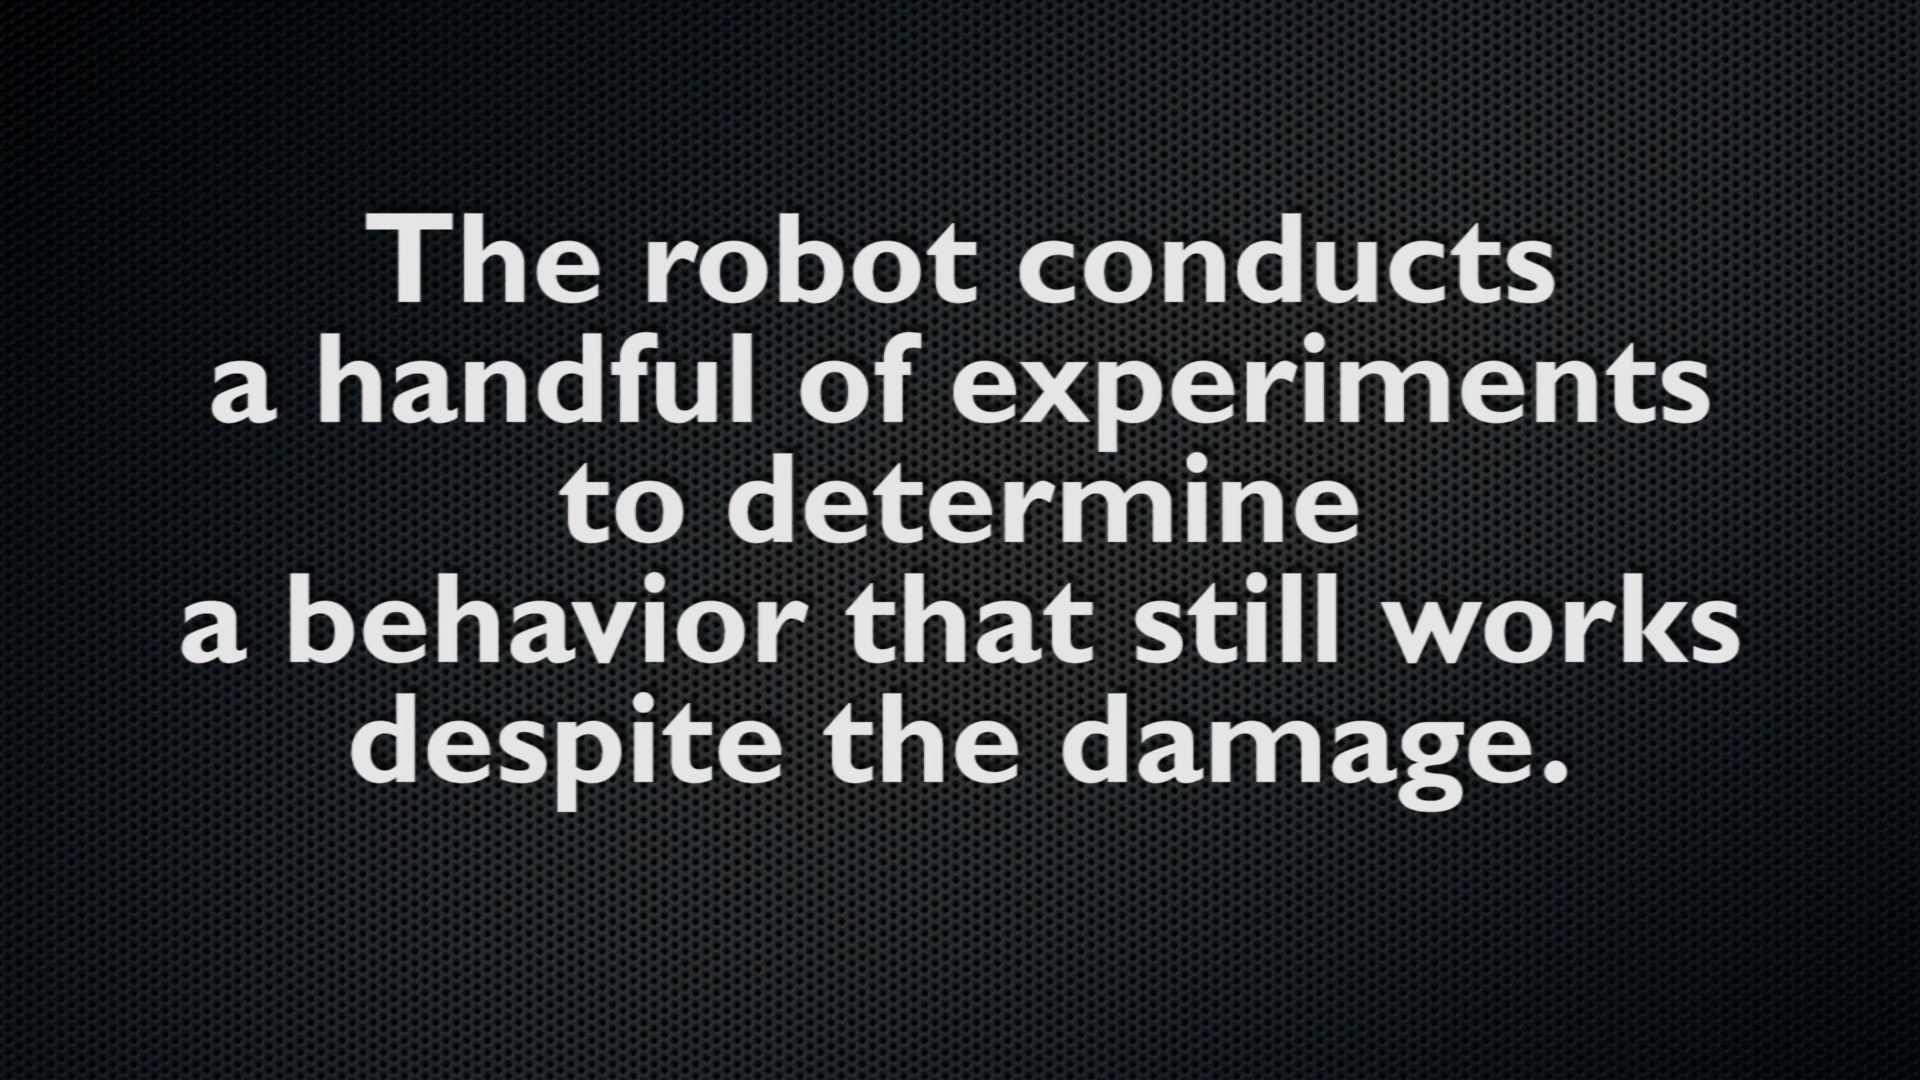 The robot conducts
a handful of experiments
to determine
a behavior that still works
despite the damage.